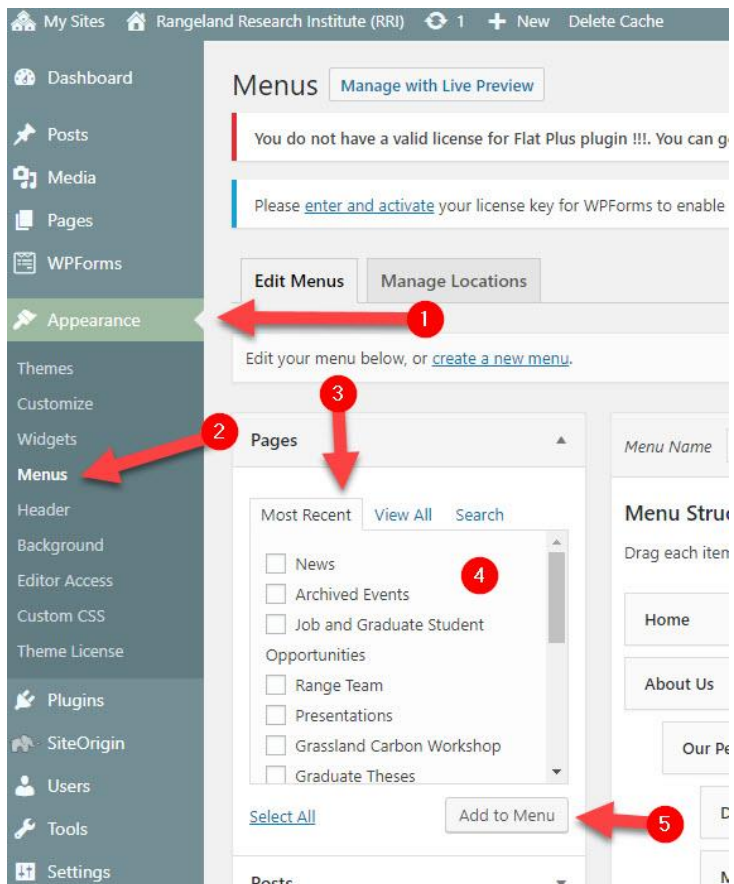 My Sites Rangeland Research Institute (RRI) 1 New Delete Cache
Dashboard
Posts
Media
Pages
WPForms
Appearance
Themes
Customize
Widgets
Menus
Header
Background
Editor Access
Custom CSS
Theme License
Plugins
SiteOrigin
Users
Tools
Settings
Menus Manage with Live Preview
You do not have a valid license for Flat Plus plugin !!!. You can
Please enter and activate your license key for WPForms to enable
Edit Menus Manage Locations
1
Edit your menu below, or create a new menu.
3
2
Pages
Most Recent View All Search
News
4
Archived Events
Job and Graduate Student
Opportunities
Range Team
Presentations
Grassland Carbon Workshop
Graduate Theses
Select All Add to Menu
5
Posts
Menu Name
Menu Struc
Drag each item
Home
About Us
Our Pe
D
M